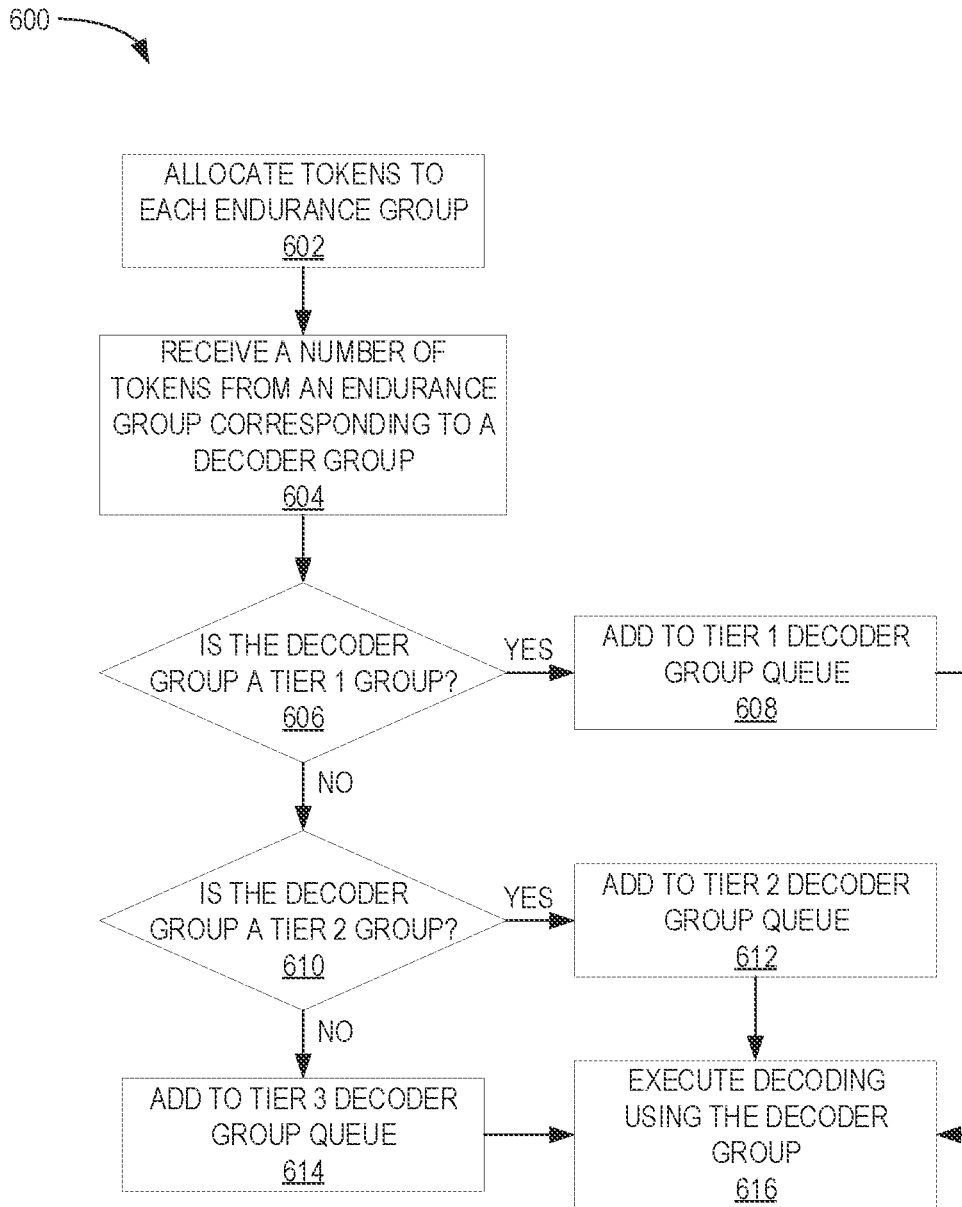 600
ALLOCATE TOKENS TO
EACH ENDURANCE GROUP
602
RECEIVE A NUMBER OF
TOKENS FROM AN ENDURANCE
GROUP CORRESPONDING TO A
DECODER GROUP
604
IS THE DECODER
GROUP A TIER 1 GROUP?
606
YES
ADD TO TIER 1 DECODER
GROUP QUEUE
608
NO
IS THE DECODER
GROUP A TIER 2 GROUP?
610
YES
ADD TO TIER 2 DECODER
GROUP QUEUE
612
NO
ADD TO TIER 3 DECODER
GROUP QUEUE
614
EXECUTE DECODING
USING THE DECODER
GROUP
616